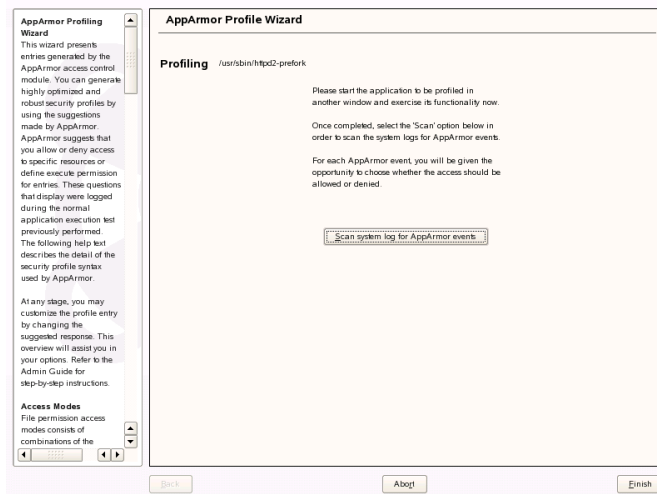 AppArmor Profiling
Wizard
This wizard presents
entries generated by the
AppArmor access control
module. You can generate
highly optimized and
robust security profiles by
using the suggestions
made by AppArmor.
AppArmor suggests that
you allow or deny access
to specific resources or
define execute permission
for entries. These questions
that display were logged
during the normal
application execution test
previously performed.
The following help text
describes the detail of the
security profile syntax
used by AppArmor.
At any stage, you may
customize the profile entry
by changing the
suggested response. This
overview will assist you in
your options. Refer to the
Admin Guide for
step-by-step instructions.
Access Modes
File permission access
modes consists of
combinations of the
AppArmor Profile Wizard
Profiling /usr/sbin/httpd2-prefork
Please start the application to be profiled in
another window and exercise its functionality now.
Once completed, select the 'Scan' option below in
order to scan the system logs for AppArmor events.
For each AppArmor event, you will be given the
opportunity to choose whether the access should be
allowed or denied.
Scan system log for AppArmor events
Back
Abort
Finish